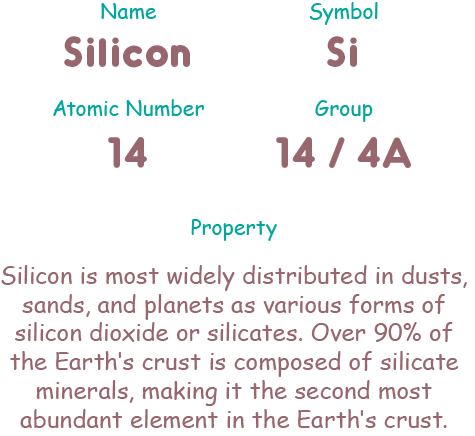 Name Symbol
Silicon Si
Atomic Number Group
14 14 / 4A
Property
Silicon is most widely distributed in dusts,
sands, and planets as various forms of
silicon dioxide or silicates. Over 90% of
the Earth's crust is composed of silicate
minerals, making it the second most
abundant element in the Earth's crust.